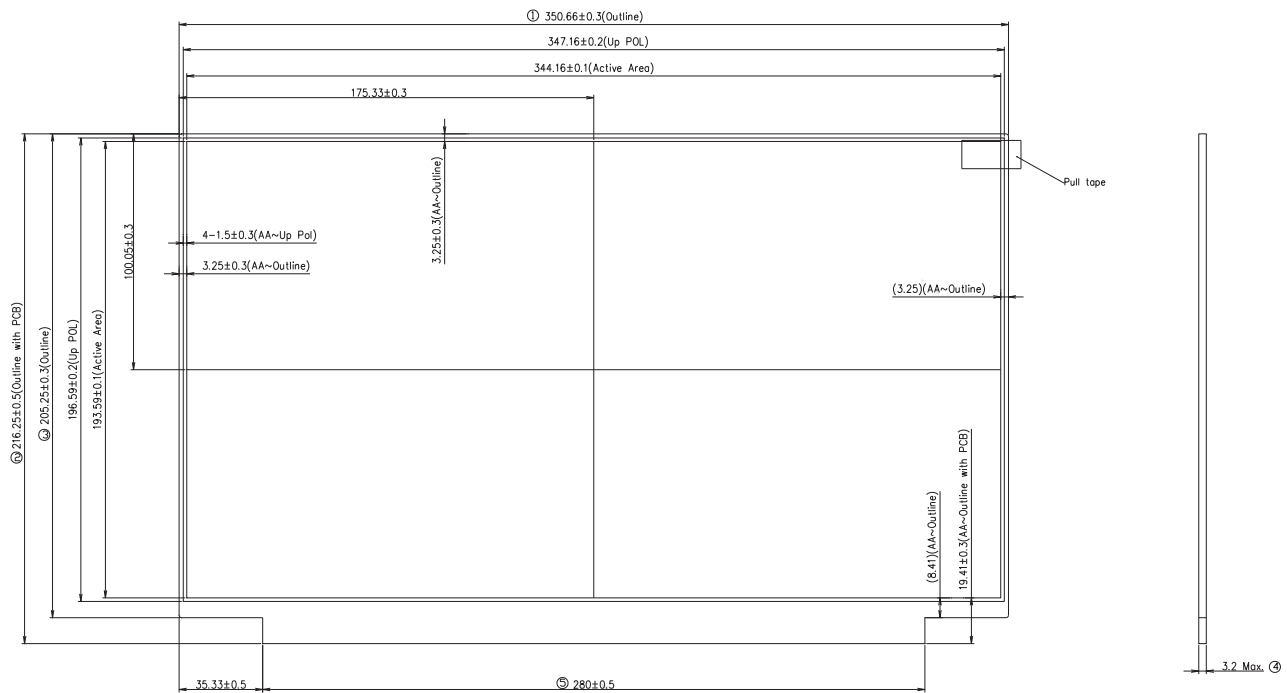 ① 350.66±0.3(Outline)
347.16±0.2(Up POL)
344.16±0.1(Active Area)
175.33±0.3
Pull tape
3.25±0.3(AA~Outline)
100.05±0.3
4-1.5±0.3(AA~Up Pol)
3.25±0.3(AA~Outline)
(3.25)(AA~Outline)
② 216.25±0.5(Outline with PCB)
③ 205.25±0.3(Outline)
196.59±0.2(Up POL)
193.59±0.1(Active Area)
(8.41)(AA~Outline)
19.41±0.3(AA~Outline with PCB)
3.2 Max. ④
35.33±0.5
⑤ 280±0.5